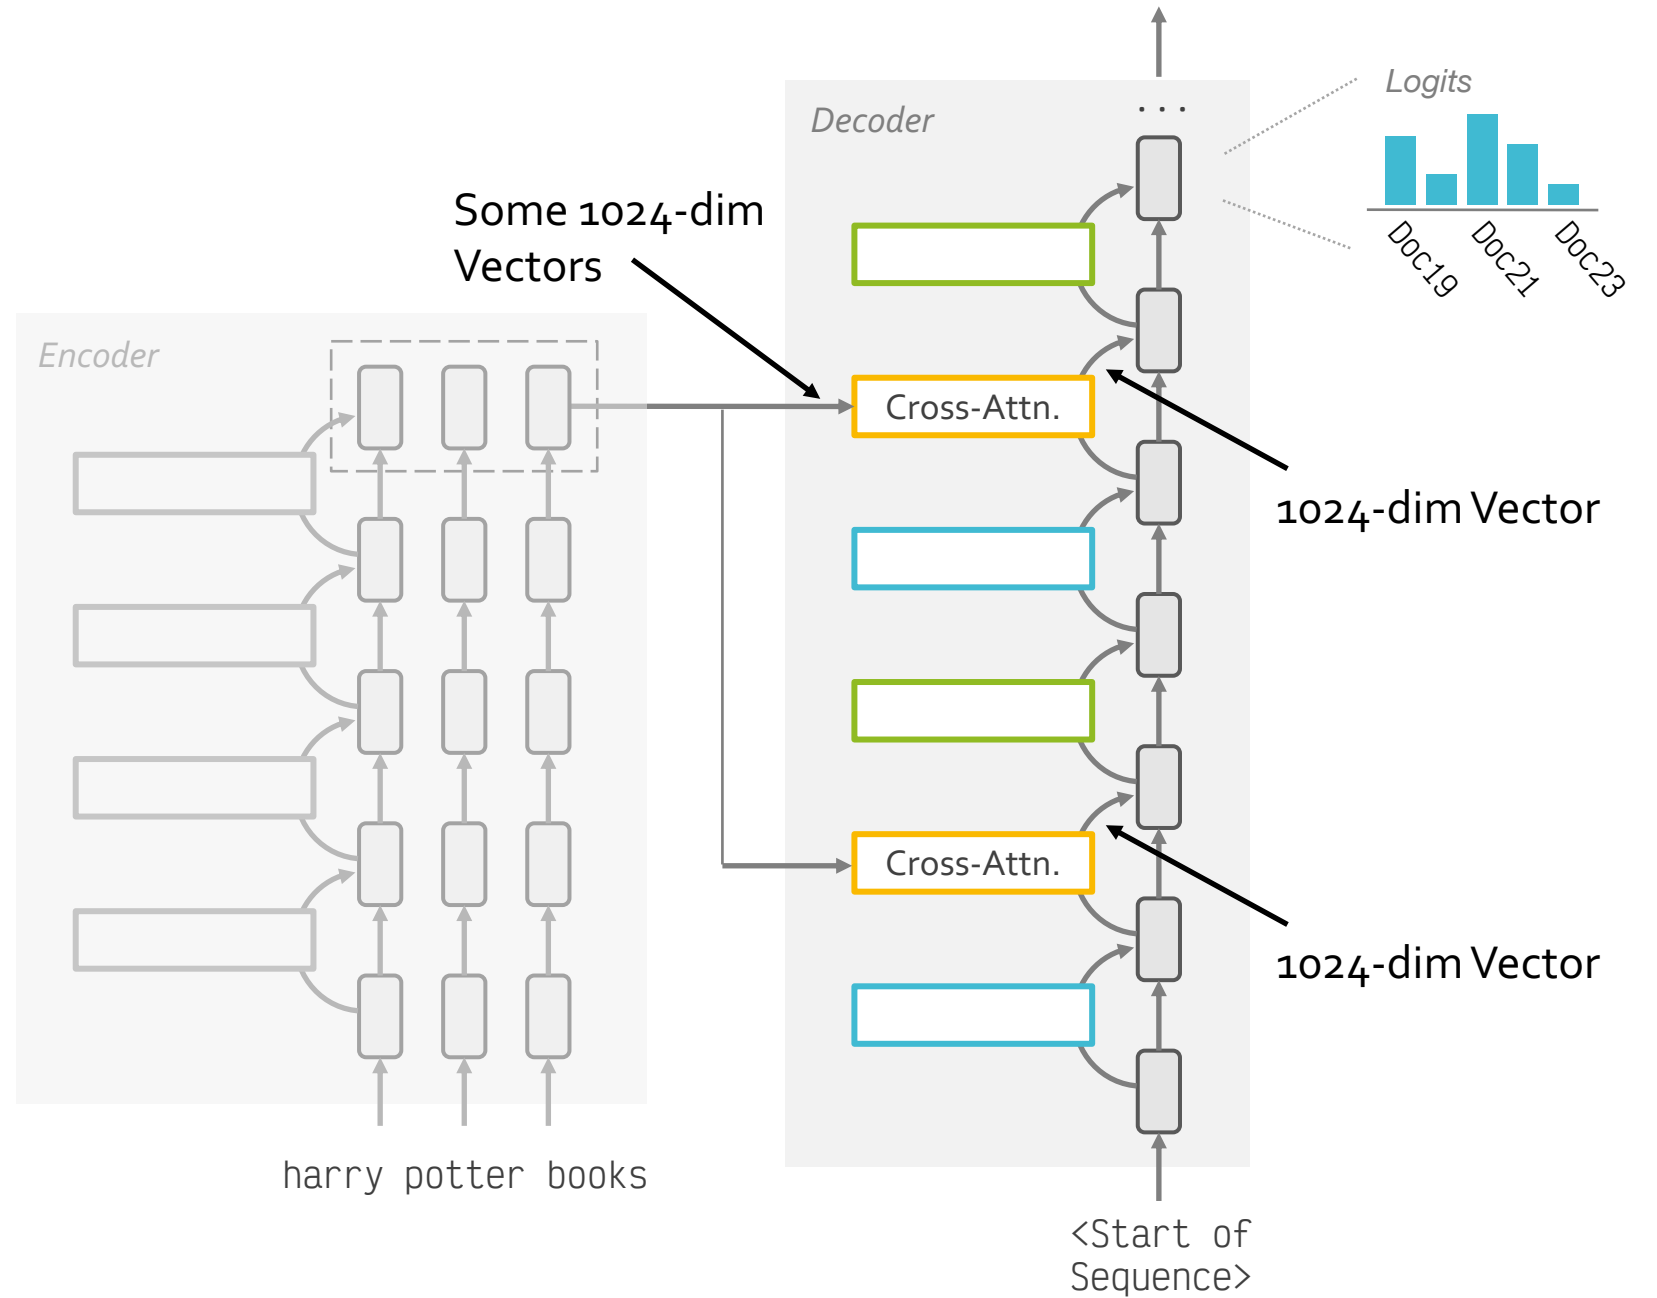 Logits
Decoder
. . .
Some 1024-dim
Vectors
Doc19
Doc21
Doc23
Encoder
Cross-Attn.
1024-dim Vector
Cross-Attn.
1024-dim Vector
harry potter books
<Start of
Sequence>